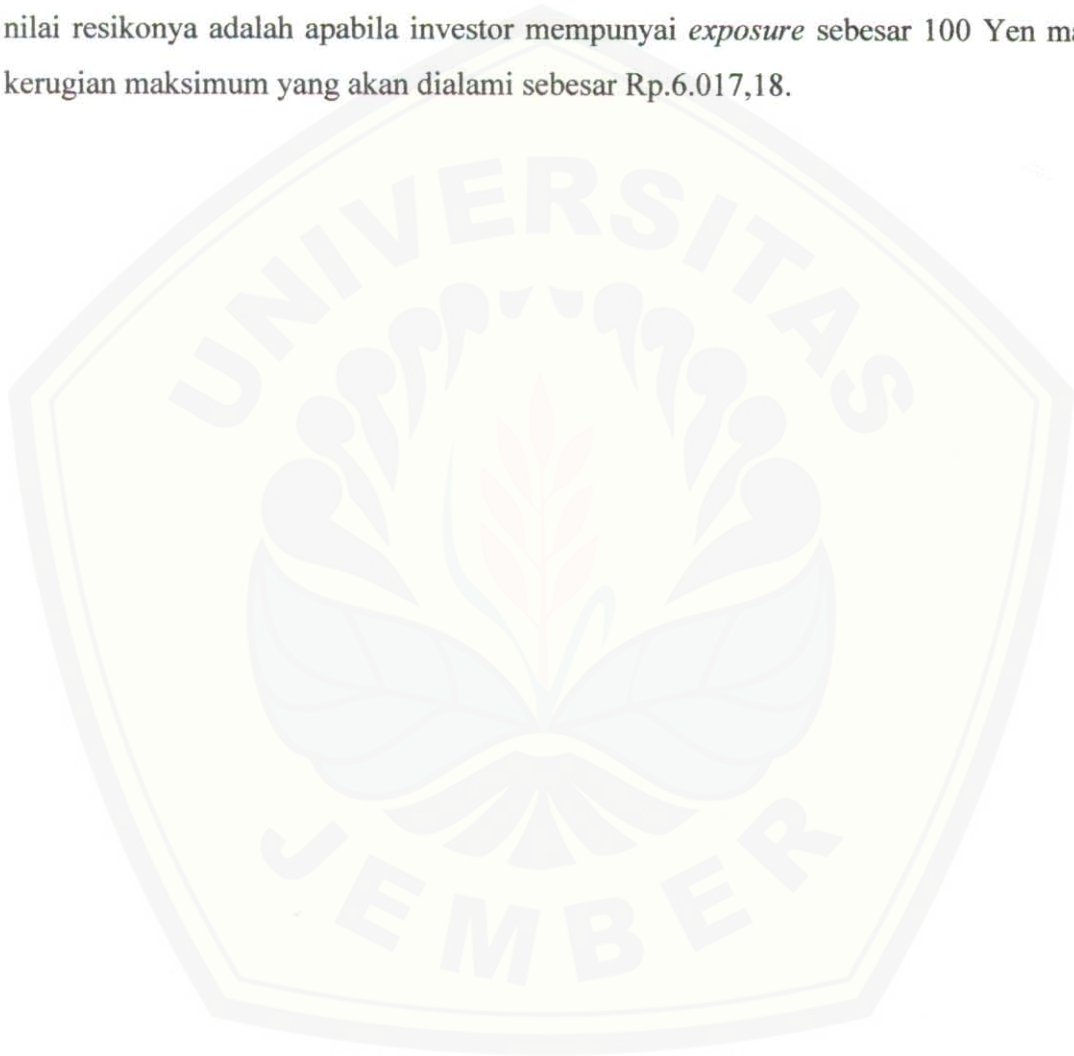 nilai resikonya adalah apabila investor mempunyai exposure sebesar 100 Yen
kerugian maksimum yang akan dialami sebesar Rp.6.017,18.
UNIVERSITAS
JEMBER